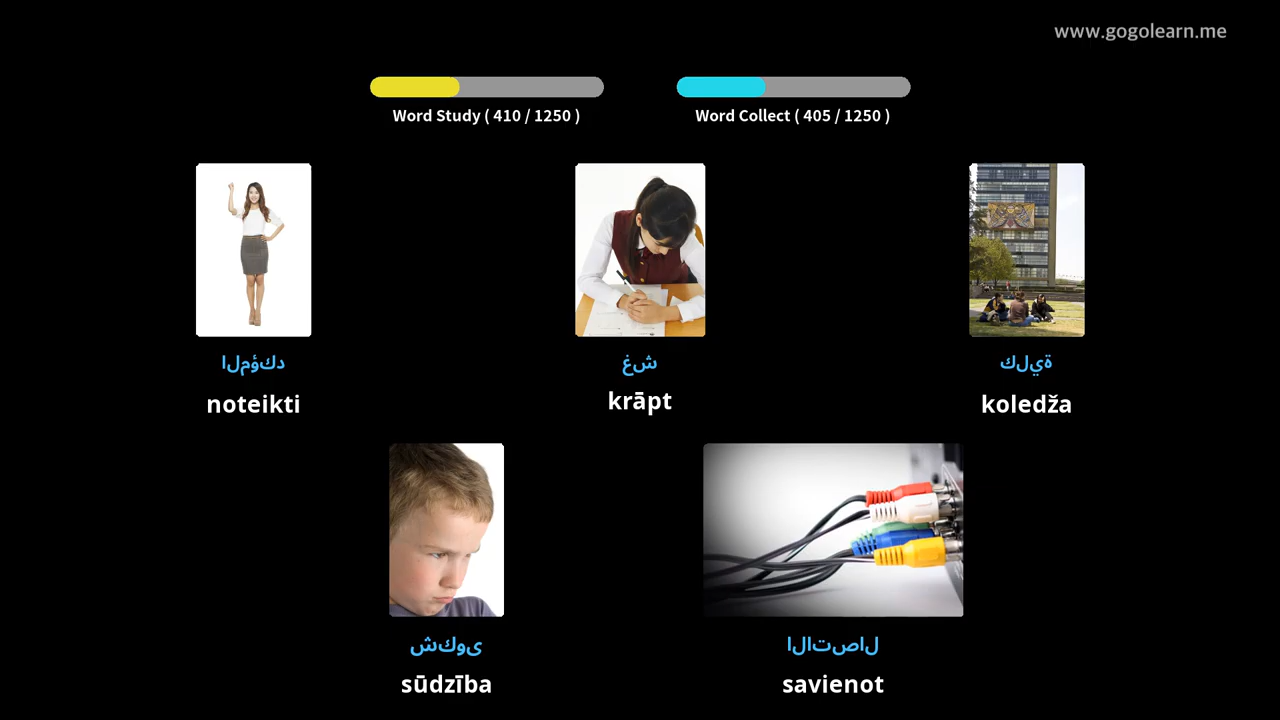 www.gogolearn.me
Word Study ( 410 / 1250 )
Word Collect ( 405 / 1250 )
المؤكد
غش
كلية
noteikti
krāpt
koledža
شكوى
الاتصال
sūdzība
savienot